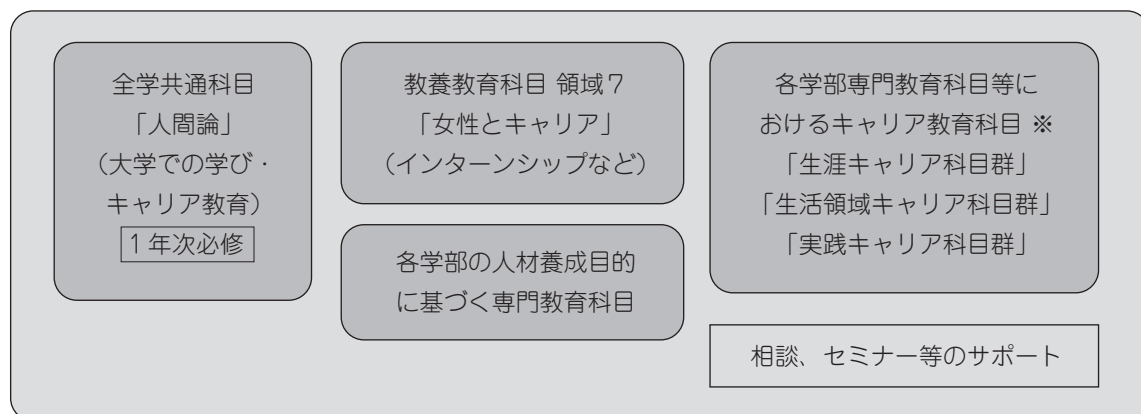 全学共通科目
「人間論」
（大学での学び・
キャリア教育）
1年次必修
教養教育科目 領域７
「女性とキャリア」
（インターンシップなど）
各学部の人材養成目的
に基づく専門教育科目
各学部専門教育科目等に
おけるキャリア教育科目 ※
「生涯キャリア科目群」
「生活領域キャリア科目群」
「実践キャリア科目群」
相談、セミナー等のサポート